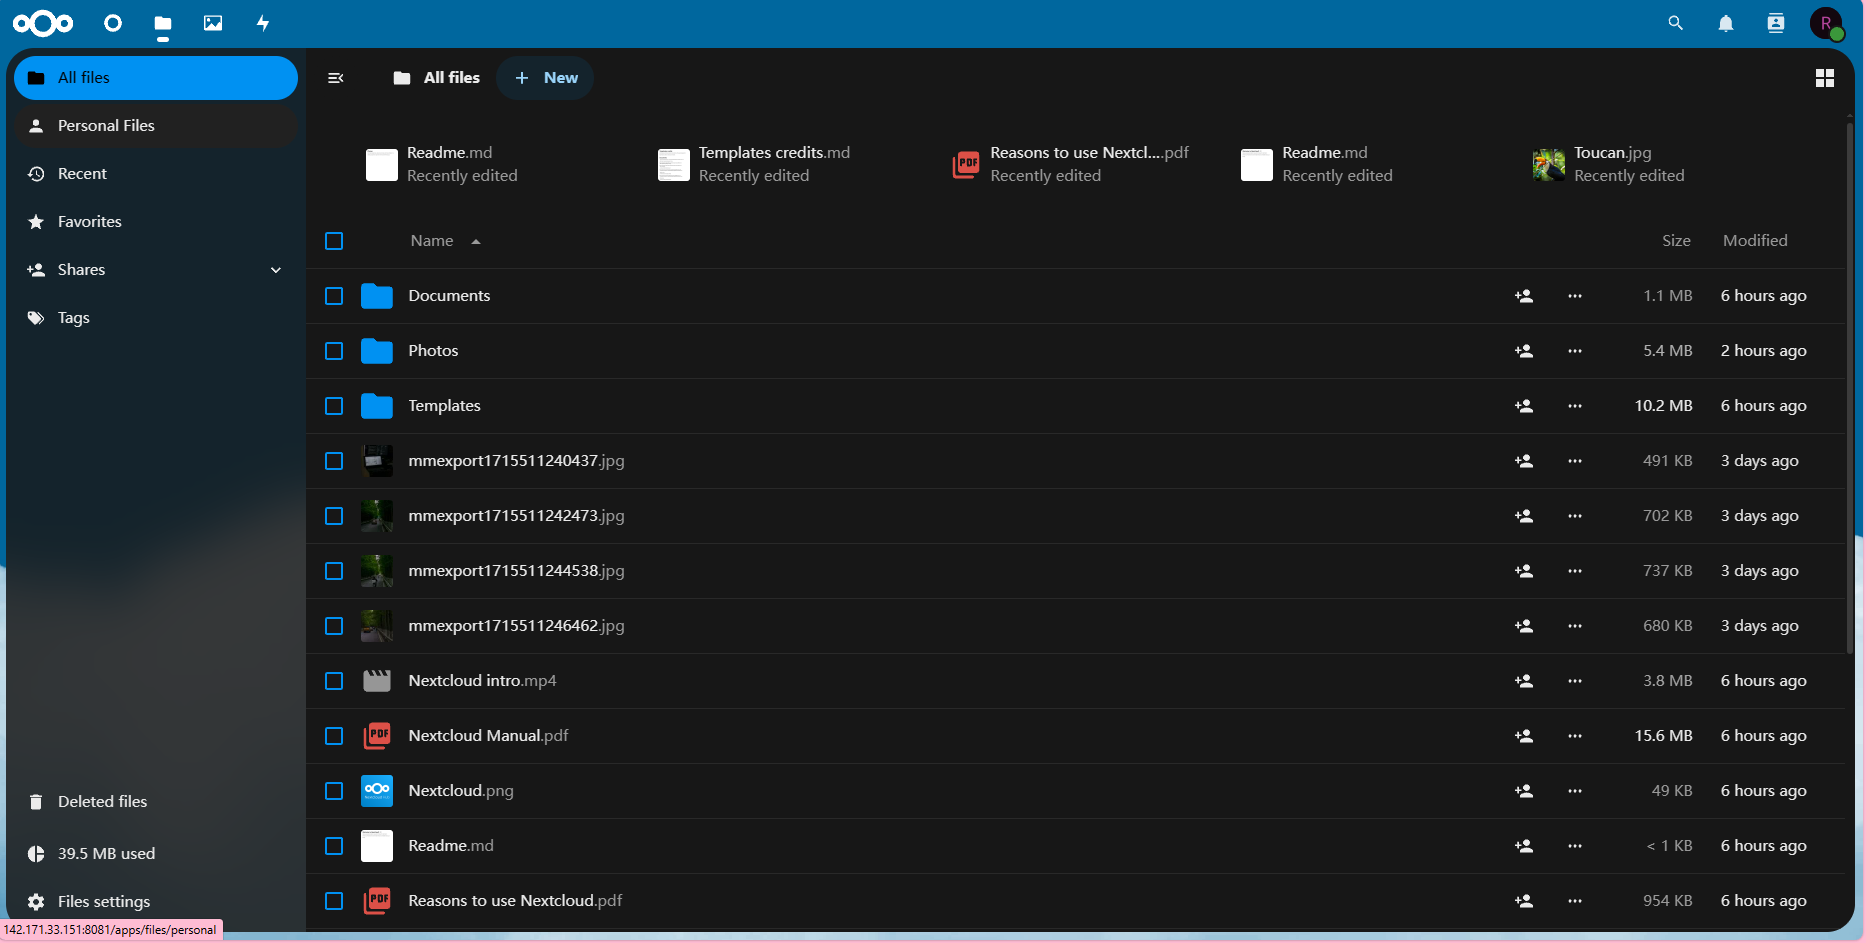 R
All files
Personal Files
Recent
Favorites
Shares
Tags
Deleted files
39.5 MB used
Files settings
142.171.33.151:8081/apps/files/personal
All files
+ New
Readme.md
Recently edited
Templates credits.md
Recently edited
Reasons to use Nextcl....pdf
Recently edited
Readme.md
Recently edited
Toucan.jpg
Recently edited
Name Size Modified
Documents 1.1 MB 6 hours ago
Photos 5.4 MB 2 hours ago
Templates 10.2 MB 6 hours ago
mmexport1715511240437.jpg 491 KB 3 days ago
mmexport1715511242473.jpg 702 KB 3 days ago
mmexport1715511244538.jpg 737 KB 3 days ago
mmexport1715511246462.jpg 680 KB 3 days ago
Nextcloud intro.mp4 3.8 MB 6 hours ago
PDF Nextcloud Manual.pdf 15.6 MB 6 hours ago
Nextcloud.png 49 KB 6 hours ago
Readme.md < 1 KB 6 hours ago
PDF Reasons to use Nextcloud.pdf 954 KB 6 hours ago